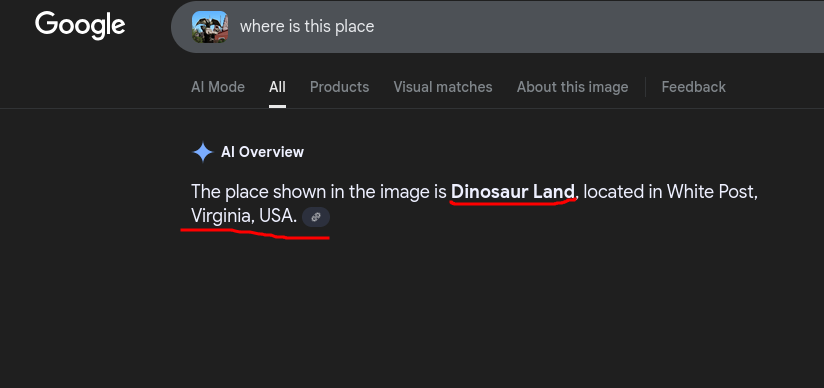 Google
where is this place
AI Mode All Products Visual matches About this image Feedback
AI Overview
The place shown in the image is Dinosaur Land, located in White Post,
Virginia, USA.